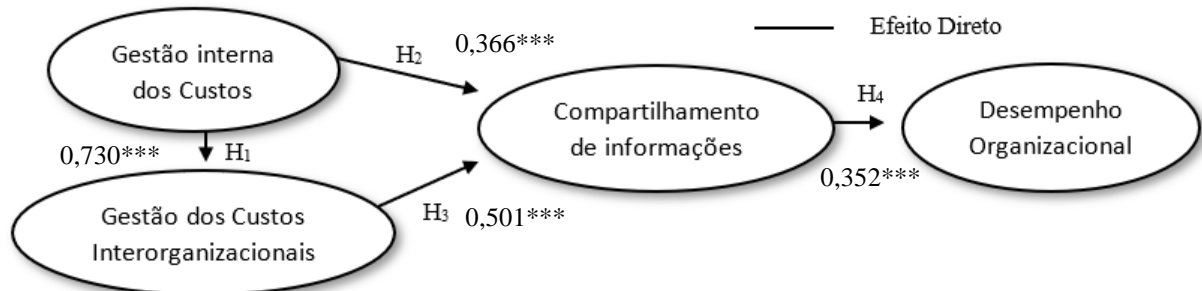 Efeito Direto
Gestão interna
dos Custos
H₂
0,366***
Compartilhamento
de informações
H₄
Desempenho
Organizacional
0,730***
H₁
0,352***
Gestão dos Custos
Interorganizacionais
H₃
0,501***